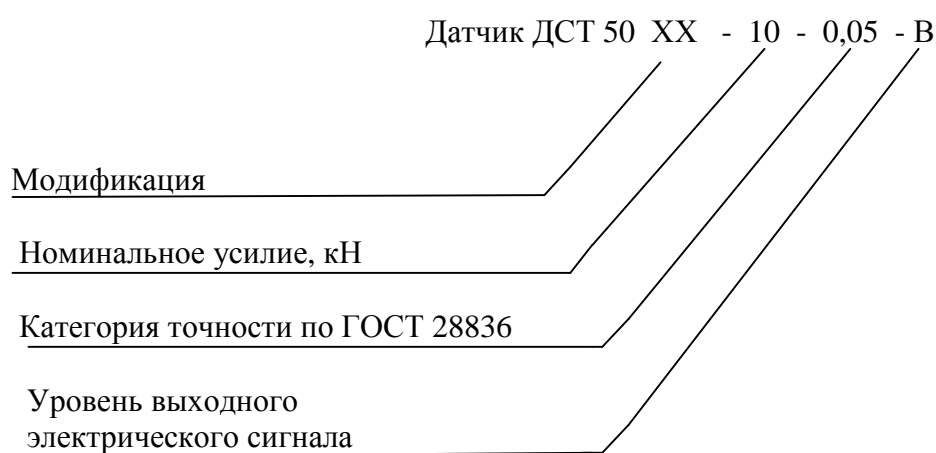 Датчик ДСТ 50 ХХ - 10 - 0,05 - В
Модификация
Номинальное усилие, кН
Категория точности по ГОСТ 28836
Уровень выходного
электрического сигнала